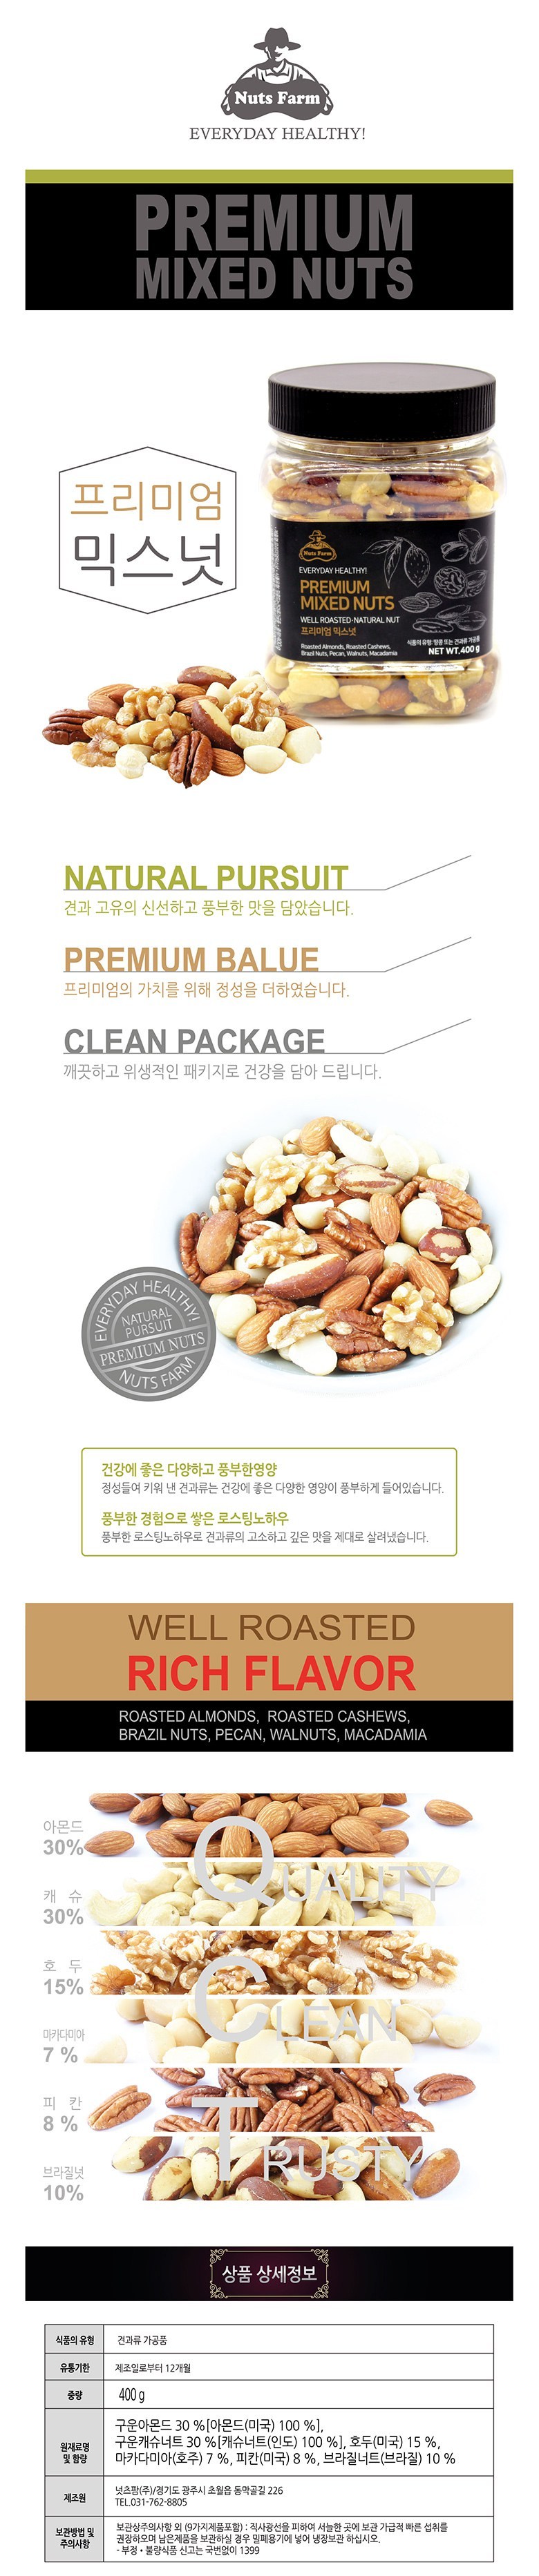 Nuts Farm
EVERYDAY HEALTHY!
PREMIUM
MIXED NUTS
프리미엄
믹스넛
Nuts Farm
EVERYDAY HEALTHY!
PREMIUM
MIXED NUTS
WELL ROASTED·NATURAL NUT
프리미엄 믹스넛
Roasted Almonds, Roasted Cashews,
Brazil Nuts, Pecan, Walnuts, Macadamia
식품의 유형: 땅콩 또는 견과류 가공품
NET WT.400 g
NATURAL PURSUIT
견과 고유의 신선하고 풍부한 맛을 담았습니다.
PREMIUM BALUE
프리미엄의 가치를 위해 정성을 더하였습니다.
CLEAN PACKAGE
깨끗하고 위생적인 패키지로 건강을 담아 드립니다.
EVERYDAY HEALTHY!
NATURAL
PURSUIT
PREMIUM NUTS
NUTS FARM
건강에 좋은 다양하고 풍부한영양
정성들여 키워 낸 견과류는 건강에 좋은 다양한 영양이 풍부하게 들어있습니다.
풍부한 경험으로 쌓은 로스팅노하우
풍부한 로스팅노하우로 견과류의 고소하고 깊은 맛을 제대로 살려냈습니다.
WELL ROASTED
RICH FLAVOR
ROASTED ALMONDS, ROASTED CASHEWS,
BRAZIL NUTS, PECAN, WALNUTS, MACADAMIA
아몬드
30%
QUALITY
캐 슈
30%
호 두
15%
CLEAN
마카다미아
7 %
피 칸
8 %
TRUSTY
브라질넛
10%
상품 상세정보
식품의 유형 견과류 가공품
유통기한 제조일로부터 12개월
중량 400 g
원재료명
및 함량
구운아몬드 30 %[아몬드(미국) 100 %],
구운캐슈너트 30 %[캐슈너트(인도) 100 %], 호두(미국) 15 %,
마카다미아(호주) 7 %, 피칸(미국) 8 %, 브라질너트(브라질) 10 %
제조원
넛츠팜(주)/경기도 광주시 초월읍 동막골길 226
TEL.031-762-8805
보관방법 및
주의사항
보관상주의사항 외 (9가지제품포함) : 직사광선을 피하여 서늘한 곳에 보관 가급적 빠른 섭취를
권장하오며 남은제품을 보관하실 경우 밀폐용기에 넣어 냉장보관 하십시오.
- 부정 • 불량식품 신고는 국번없이 1399